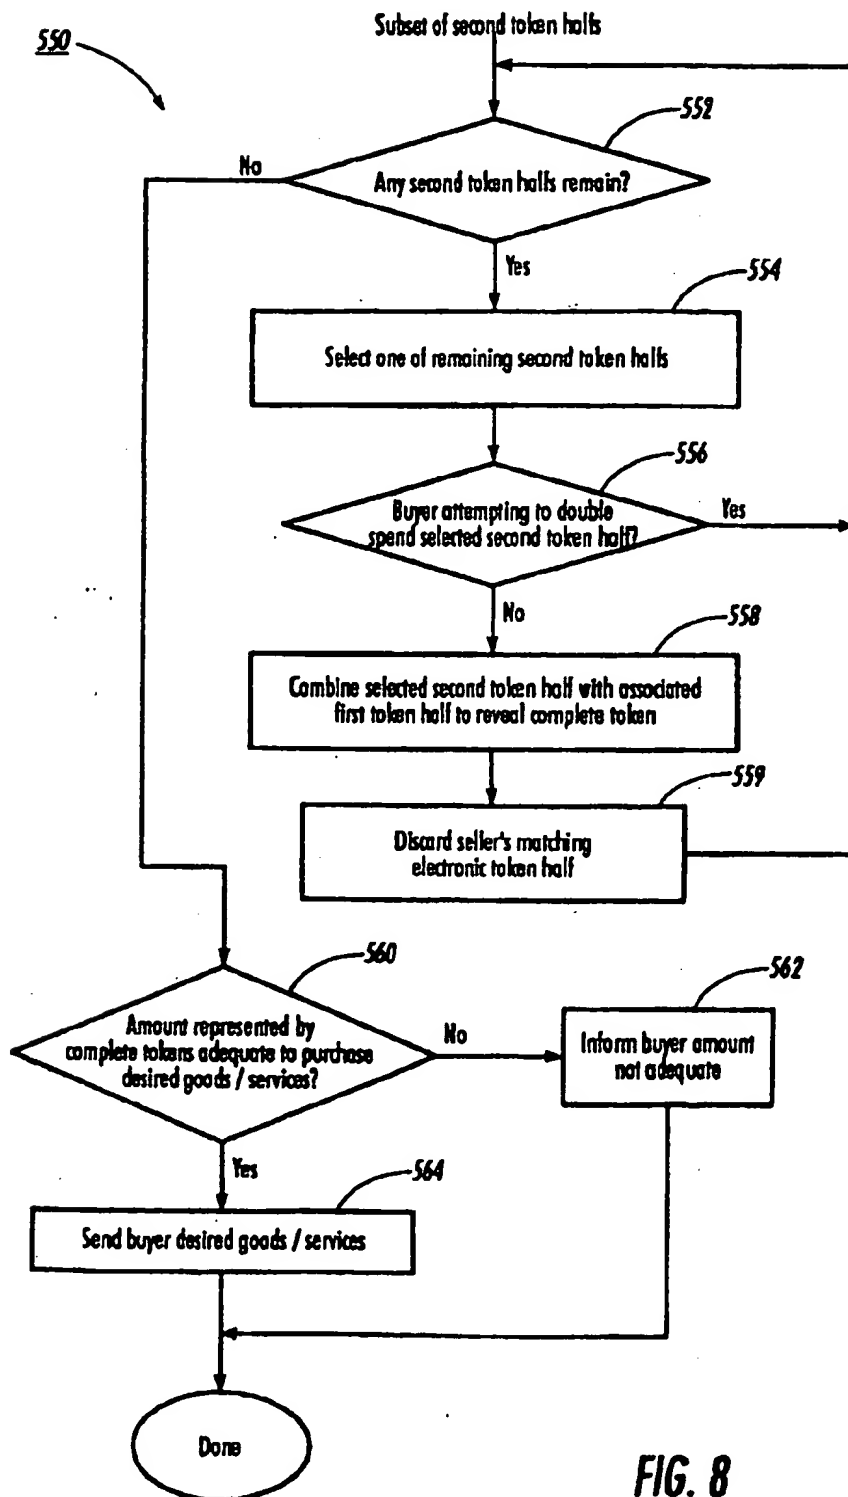 550
Subset of second token halfs
552
No
Any second token halfs remain?
Yes
554
Select one of remaining second token halfs
556
Buyer attempting to double
spend selected second token half?
Yes
No
558
Combine selected second token half with associated
first token half to reveal complete token
559
Discard seller's matching
electronic token half
560
Amount represented by
complete tokens adequate to purchase
desired goods / services?
No
562
Inform buyer amount
not adequate
Yes
564
Send buyer desired goods / services
Done
FIG. 8